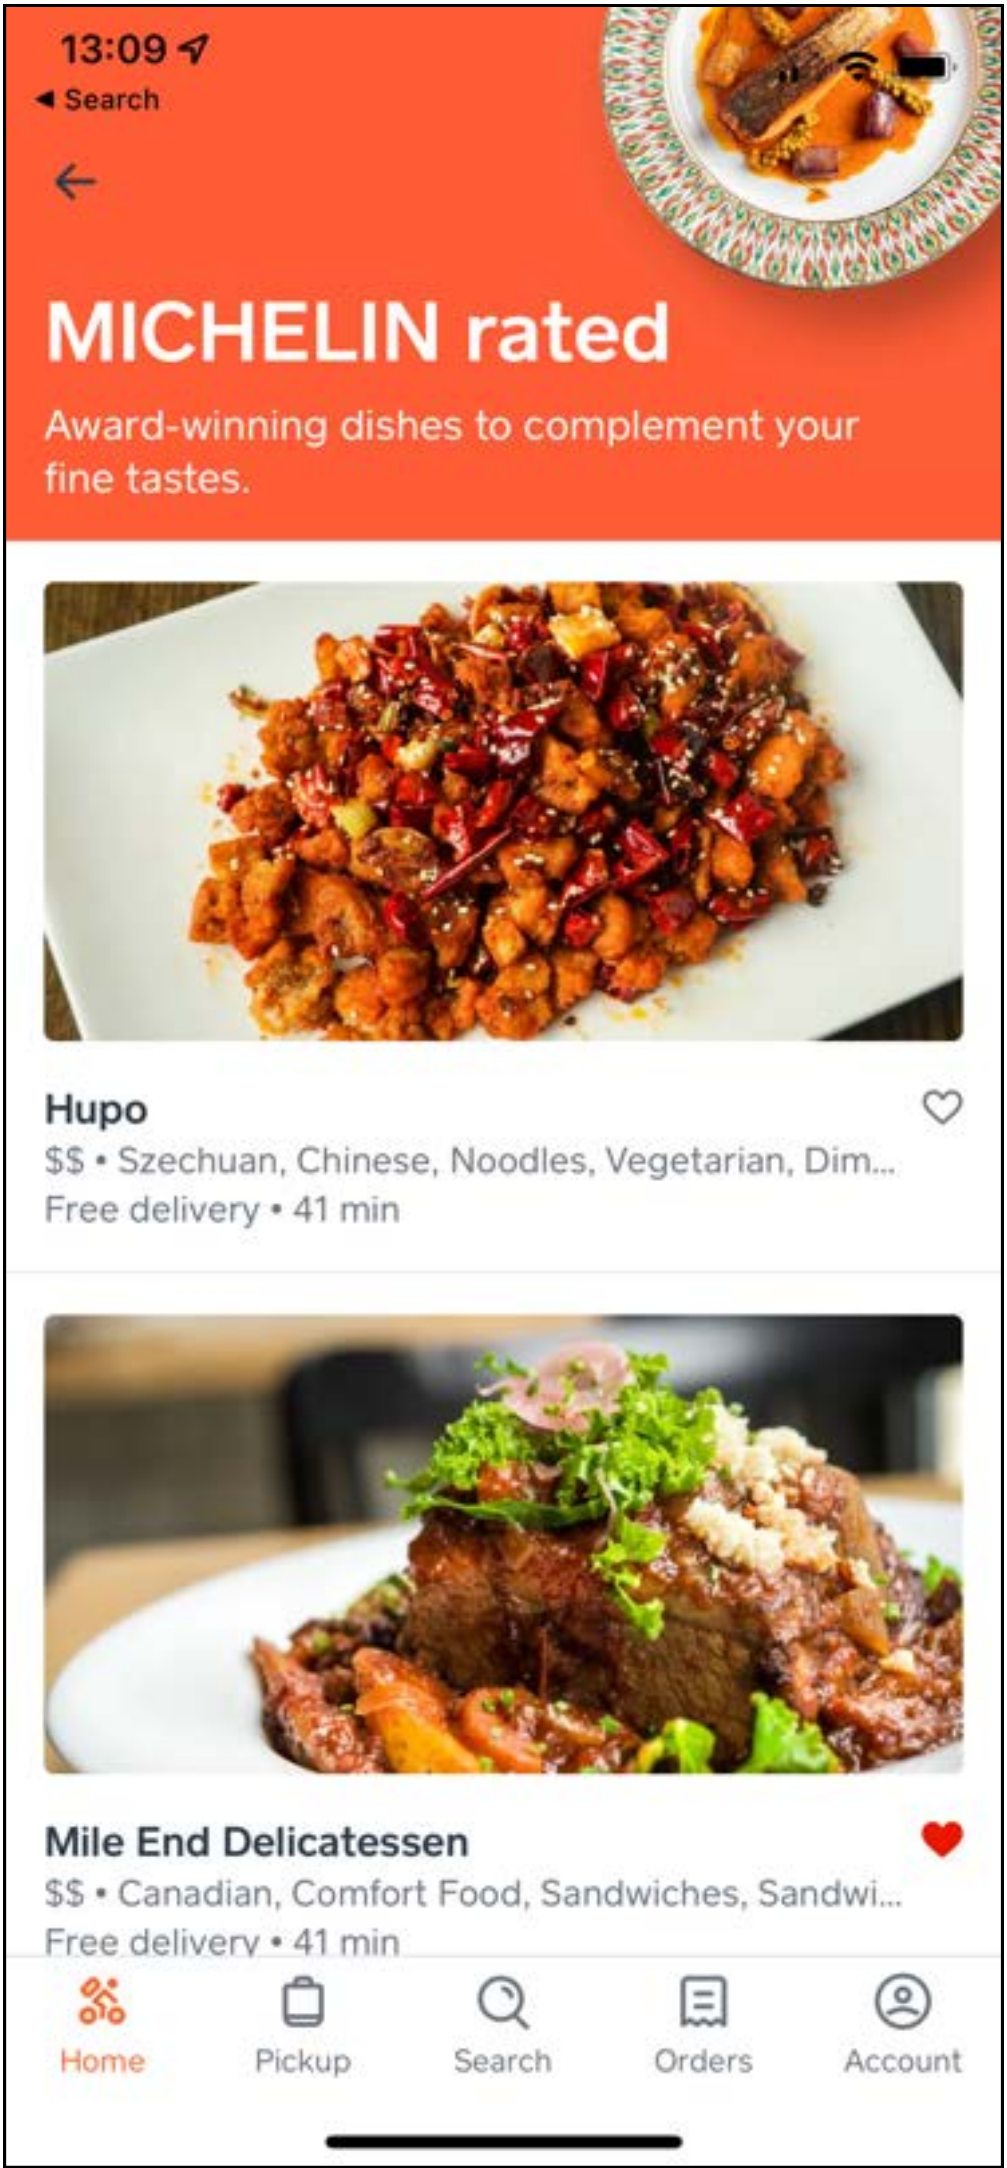 13:09
◀ Search
MICHELIN rated
Award-winning dishes to complement your
fine tastes.
Hupo
$$ • Szechuan, Chinese, Noodles, Vegetarian, Dim...
Free delivery • 41 min
Mile End Delicatessen
$$ • Canadian, Comfort Food, Sandwiches, Sandwi...
Free delivery • 41 min
Home Pickup Search Orders Account